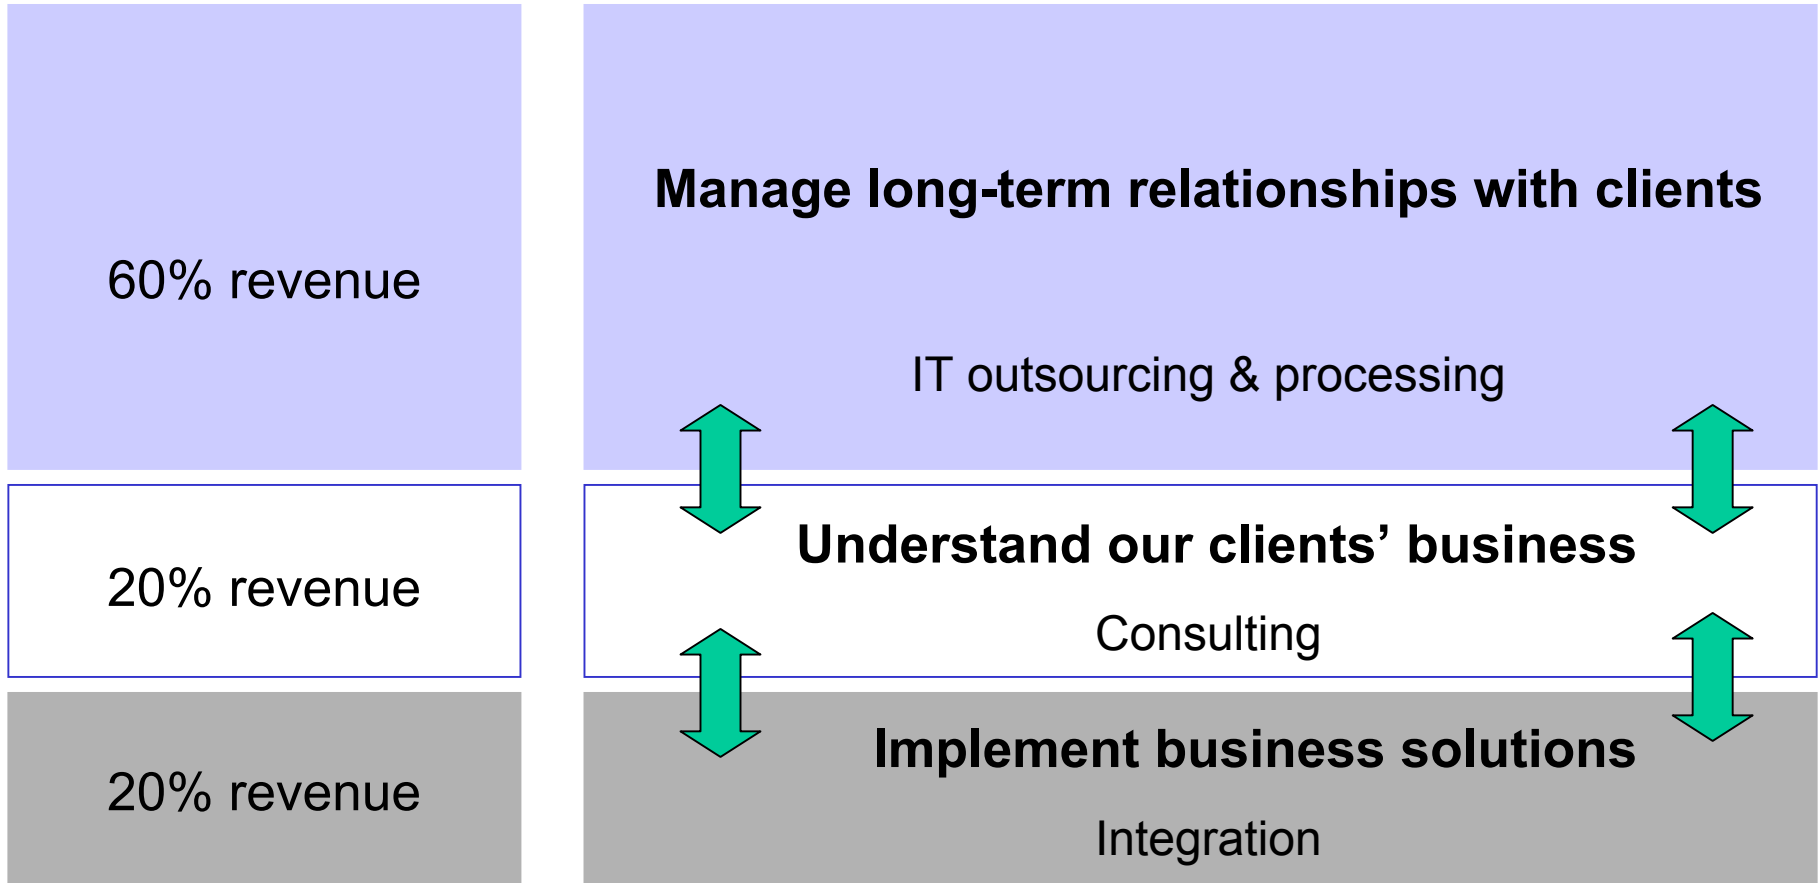 60% revenue
Manage long-term relationships with clients
IT outsourcing & processing
20% revenue
Understand our clients’ business
Consulting
20% revenue
Implement business solutions
Integration